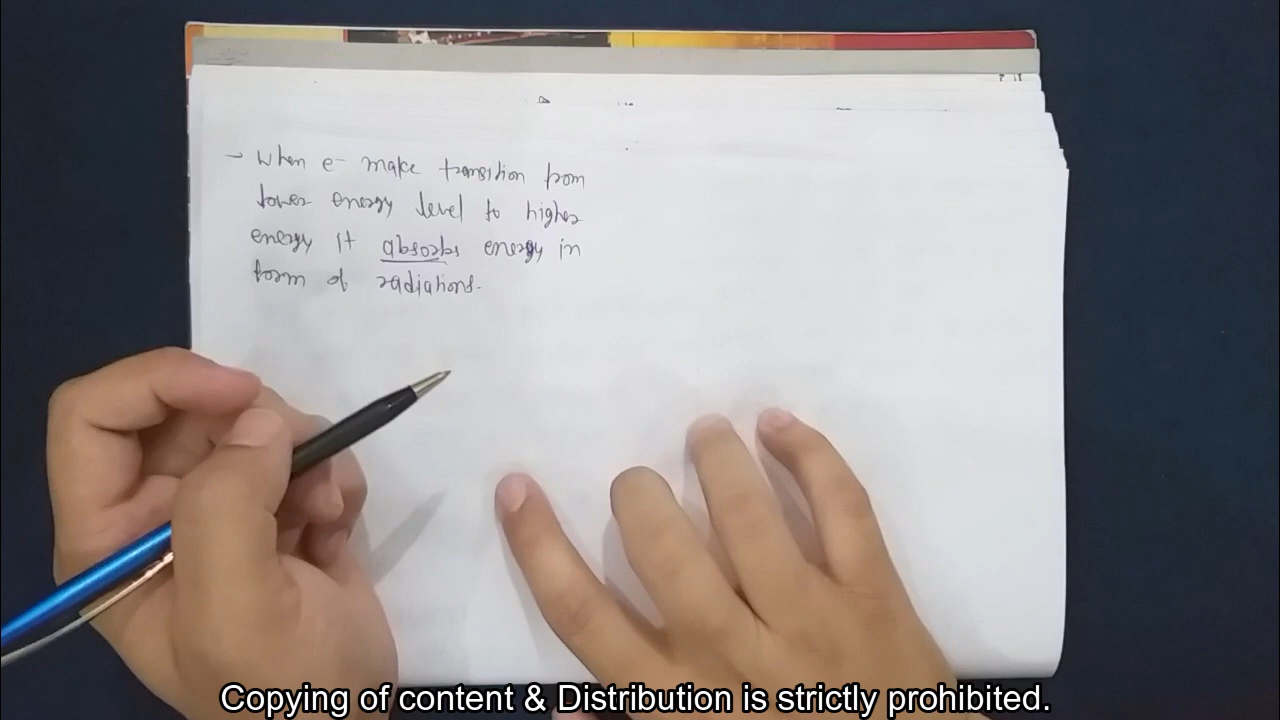 → When e- make transition from
lower energy level to higher
energy it absorbs energy in
form of radiations.
Copying of content & Distribution is strictly prohibited.